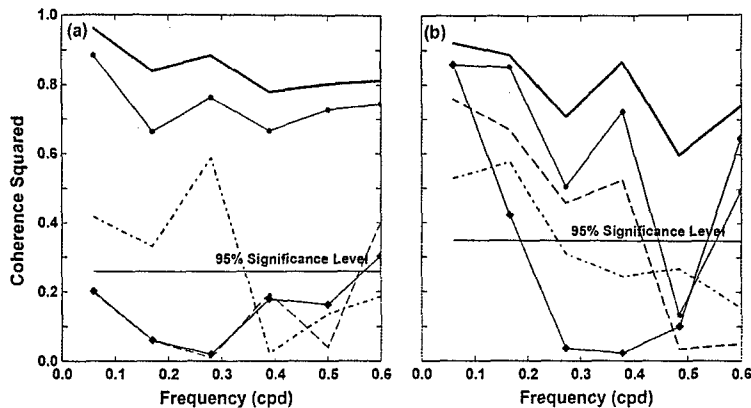 (a)
(b)
1.0
0.8
0.6
0.4
0.2
0.0
Coherence Squared
95% Significance Level
95% Significance Level
0.0 0.1 0.2 0.3 0.4 0.5 0.6
0.0 0.1 0.2 0.3 0.4 0.5 0.6
Frequency (cpd)
Frequency (cpd)